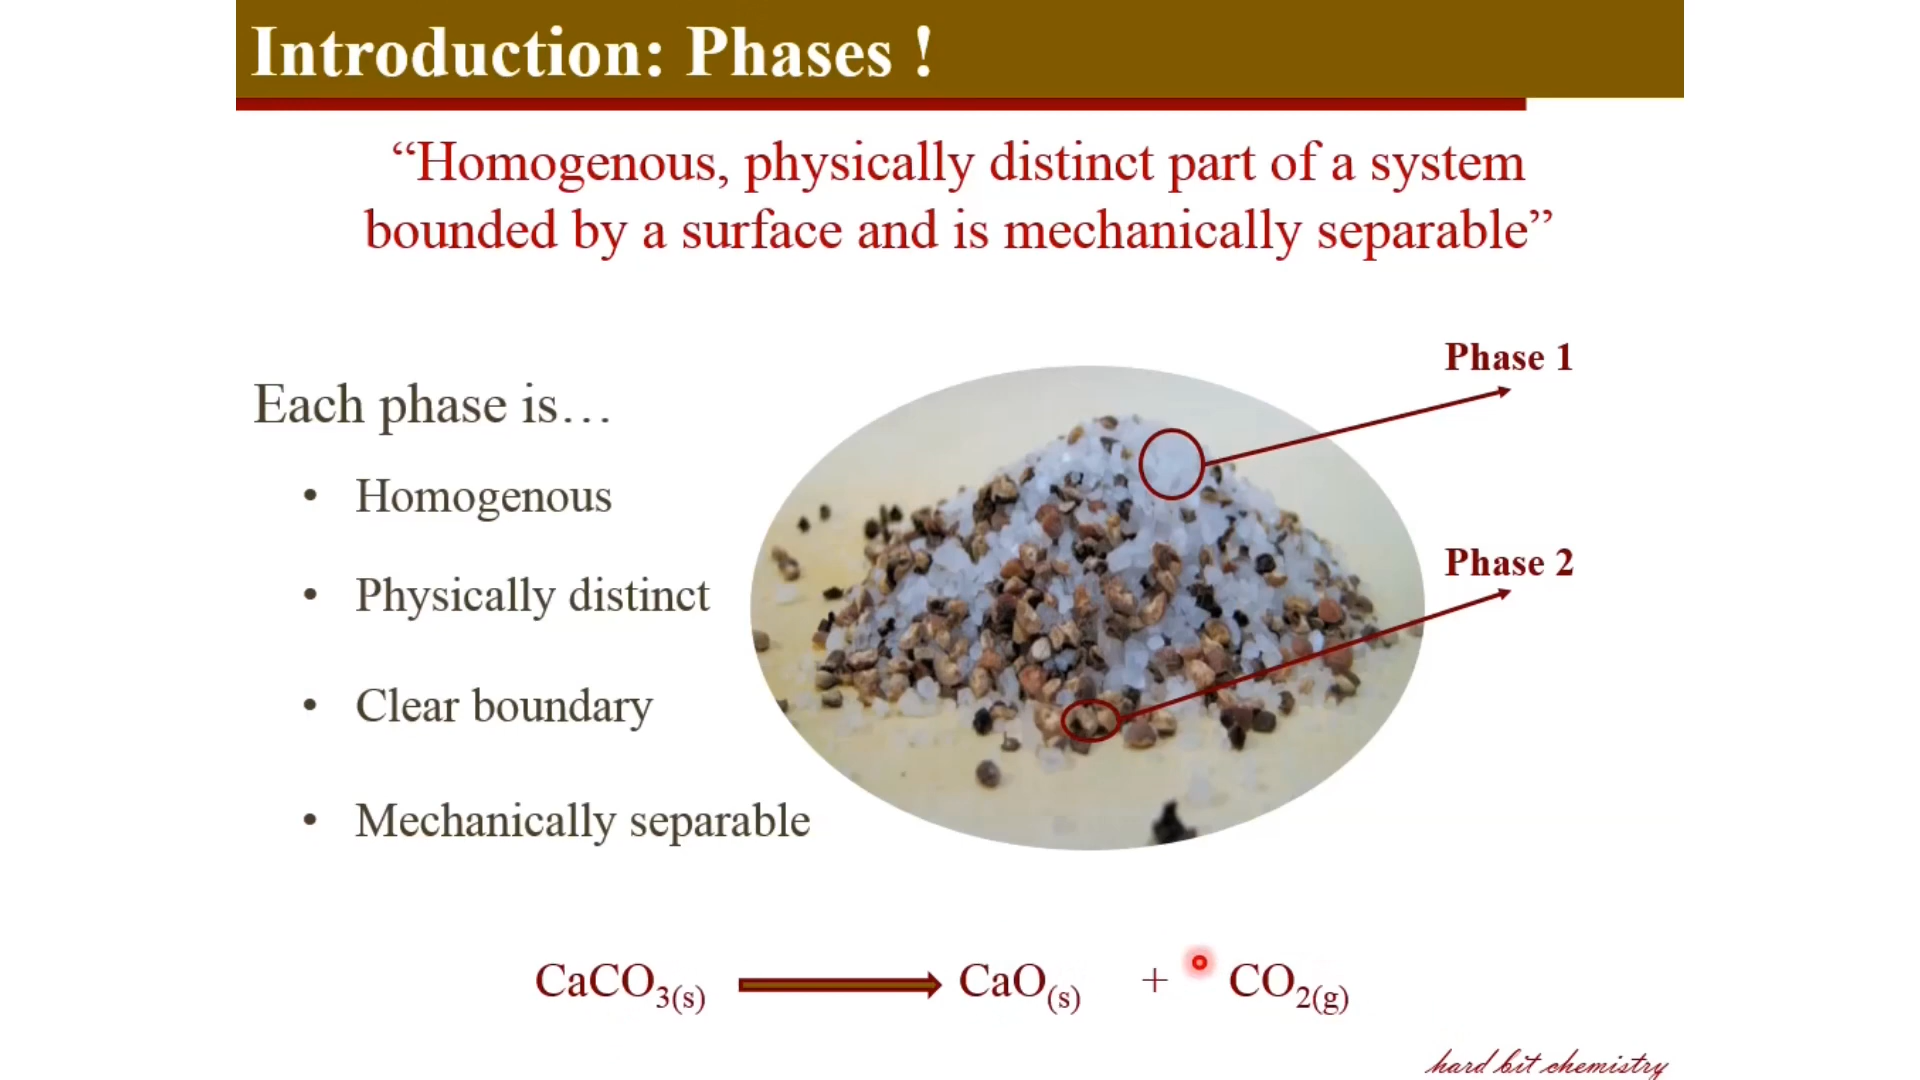 Introduction: Phases !
“Homogenous, physically distinct part of a system
bounded by a surface and is mechanically separable”
Each phase is…
• Homogenous
• Physically distinct
• Clear boundary
• Mechanically separable
Phase 1
Phase 2
CaCO3(s) CaO(s) + CO2(g)
hard bit chemistry